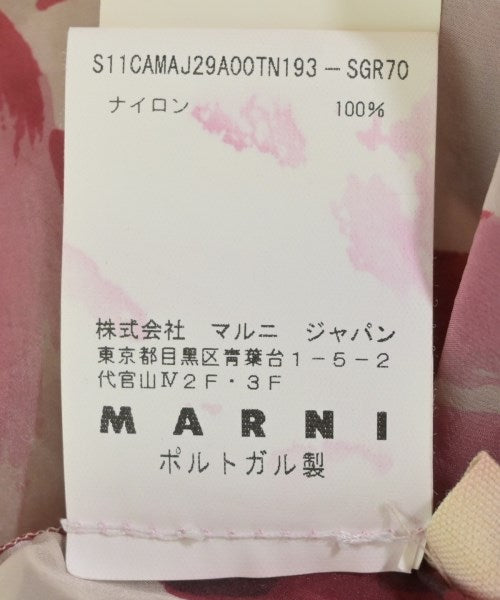 S11CAMAJ29A00TN193-SGR70
ナイロン 100%
株式会社 マルニ ジャパン
東京都目黒区青葉台1-5-2
代官山Ⅳ2F・3F
MARNI
ポルトガル製